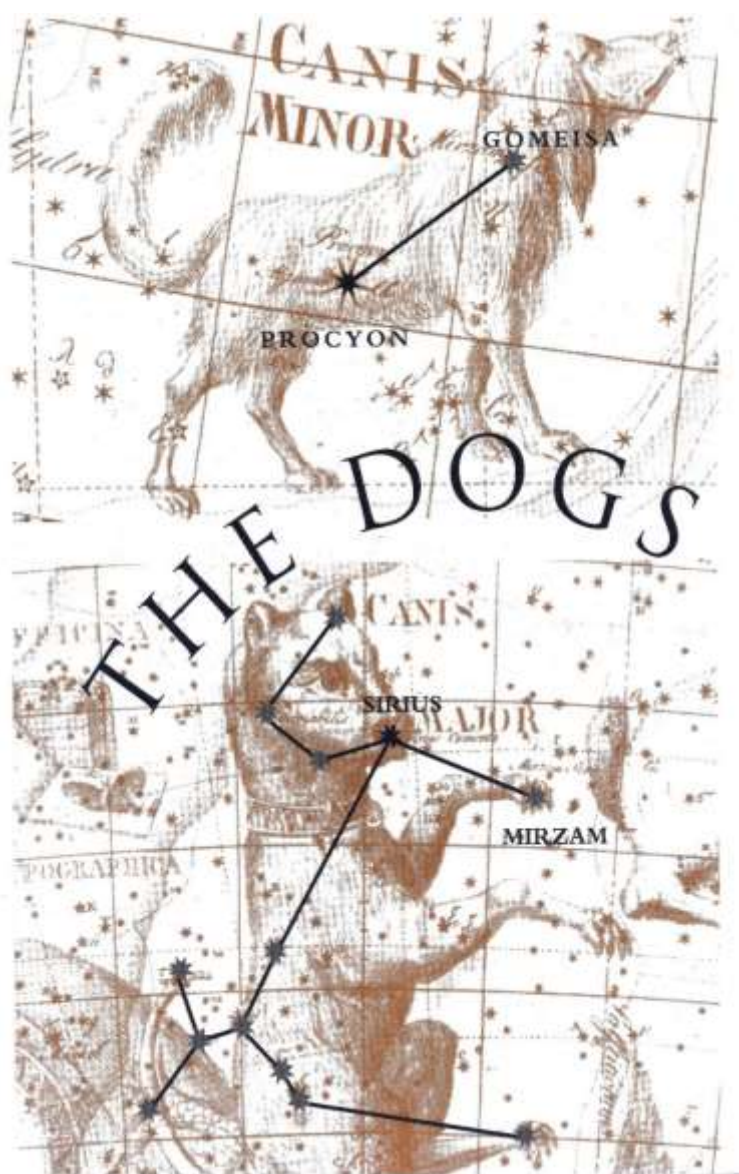 CANIS
MINOR
GOMEISA
PROCYON
THE DOGS
CANIS
SIRIUS
MAJOR
MIRZAM